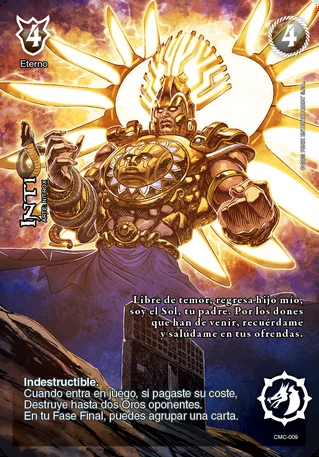 4
4
Eterno
INTI
Libre de temor, regresa hijo mío,
soy el Sol, tu padre. Por los dones
que han de venir, recuérdame
y salúdame en tus ofrendas.
Indestructible.
Cuando entra en juego, si pagaste su coste,
Destruye hasta dos Oros oponentes.
En tu Fase Final, puedes agrupar una carta.
CMC-009